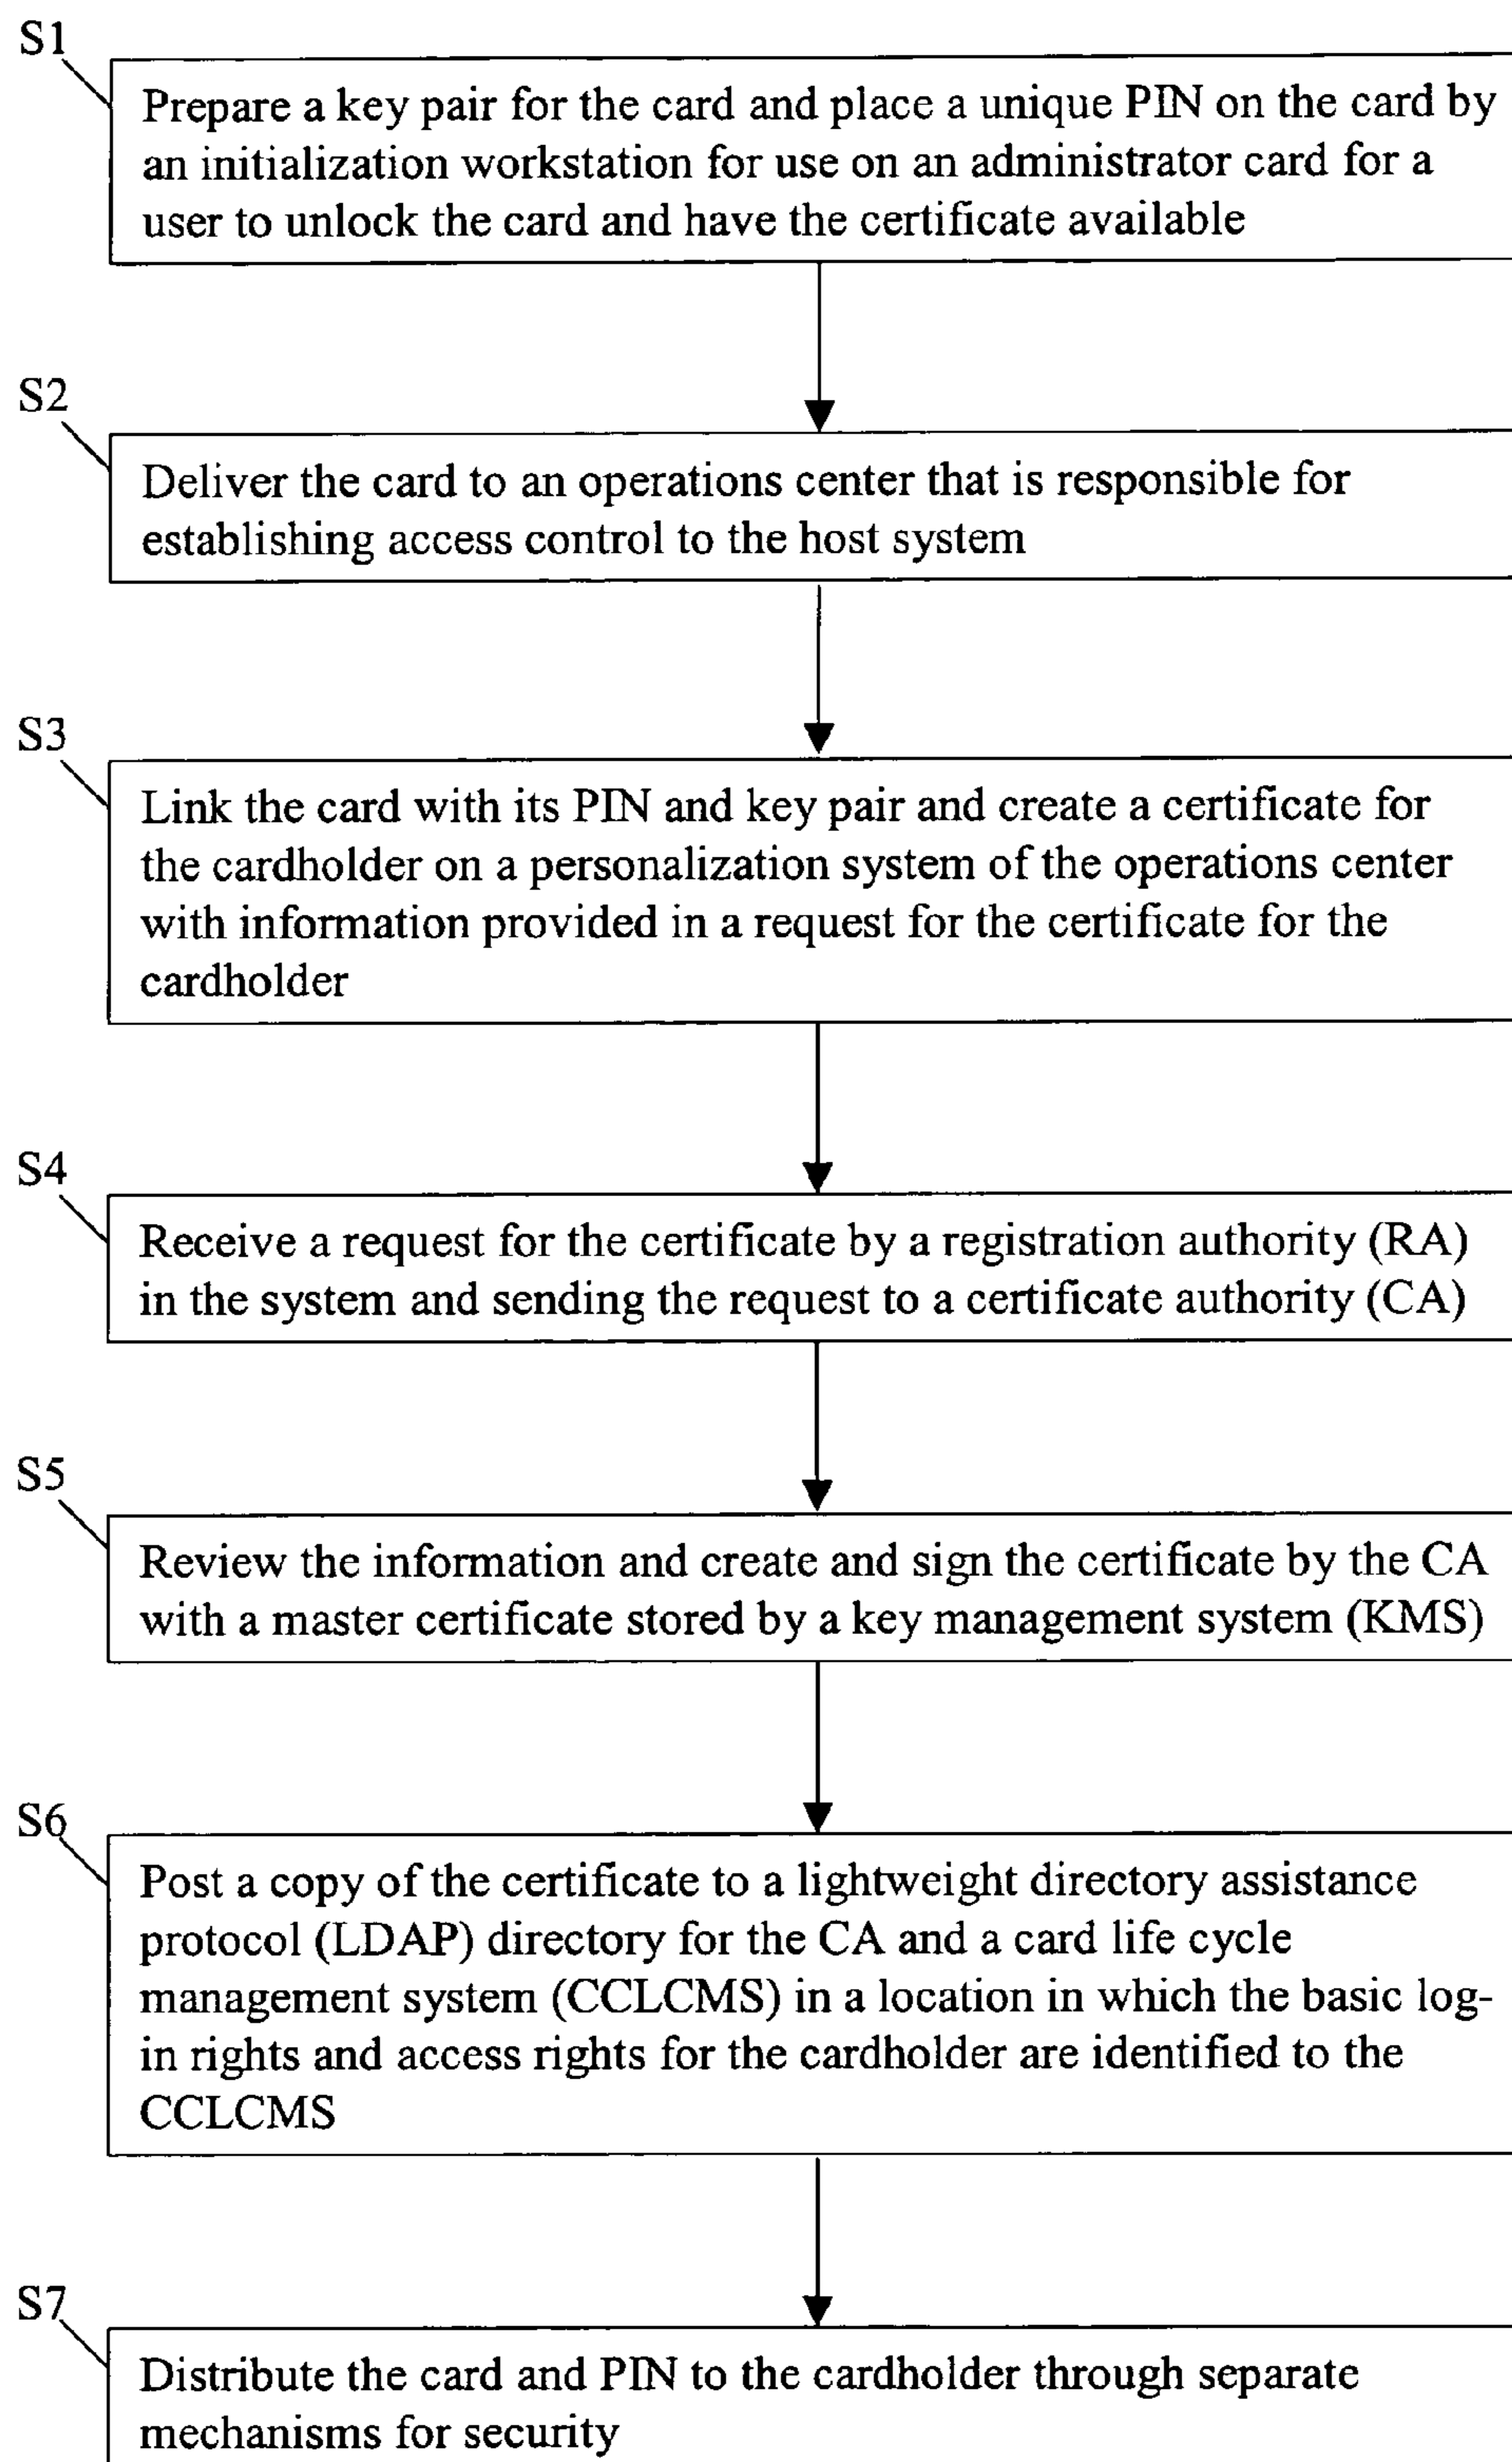 S1
Prepare a key pair for the card and place a unique PIN on the card by
an initialization workstation for use on an administrator card for a
user to unlock the card and have the certificate available
S2
Deliver the card to an operations center that is responsible for
establishing access control to the host system
S3
Link the card with its PIN and key pair and create a certificate for
the cardholder on a personalization system of the operations center
with information provided in a request for the certificate for the
cardholder
S4
Receive a request for the certificate by a registration authority (RA)
in the system and sending the request to a certificate authority (CA)
S5
Review the information and create and sign the certificate by the CA
with a master certificate stored by a key management system (KMS)
S6
Post a copy of the certificate to a lightweight directory assistance
protocol (LDAP) directory for the CA and a card life cycle
management system (CCLCMS) in a location in which the basic log-
in rights and access rights for the cardholder are identified to the
CCLCMS
S7
Distribute the card and PIN to the cardholder through separate
mechanisms for security